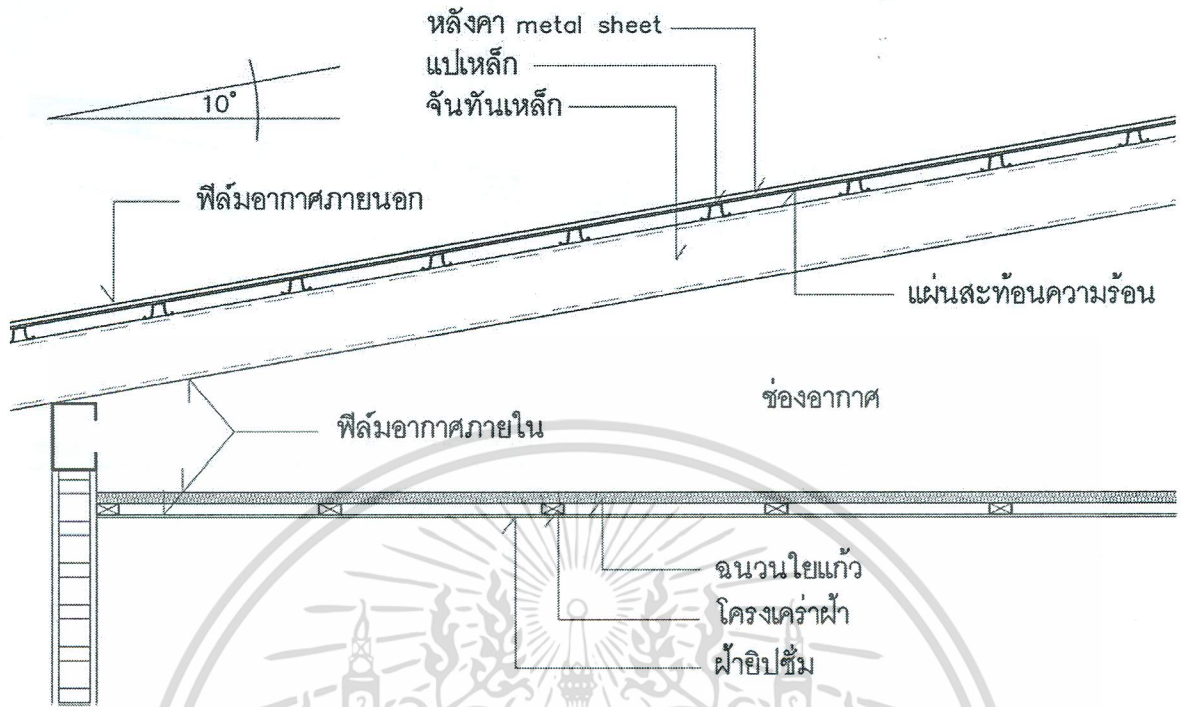 หลังคา metal sheet
แปเหล็ก
จันทันเหล็ก
10°
ฟิล์มอากาศภายนอก
แผ่นสะท้อนความร้อน
ช่องอากาศ
ฟิล์มอากาศภายใน
ฉนวนใยแก้ว
โครงเคร่าฝ้า
ฝ้ายิปซั่ม